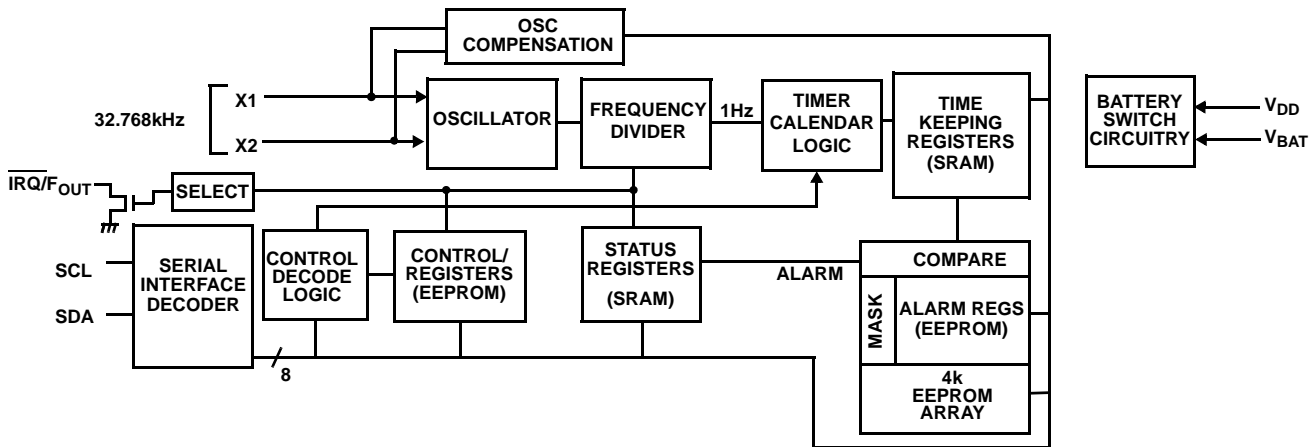 OSC
COMPENSATION
32.768kHz
X1
X2
OSCILLATOR
FREQUENCY
DIVIDER
1Hz
TIMER
CALENDAR
LOGIC
TIME
KEEPING
REGISTERS
(SRAM)
BATTERY
SWITCH
CIRCUITRY
VDD
VBAT
IRQ/FOUT
SELECT
SCL
SDA
SERIAL
INTERFACE
DECODER
CONTROL
DECODE
LOGIC
CONTROL/
REGISTERS
(EEPROM)
STATUS
REGISTERS
(SRAM)
ALARM
COMPARE
MASK
ALARM REGS
(EEPROM)
4k
EEPROM
ARRAY
8